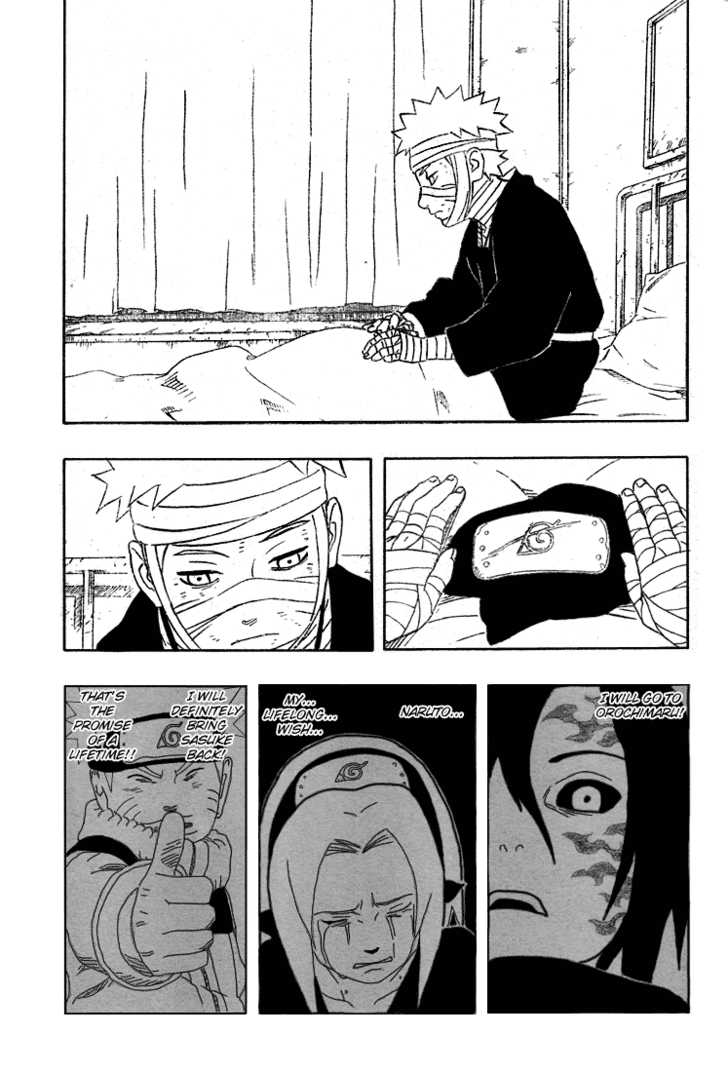 I WILL GO TO
OROCHIMARU!
NARUTO...
MY...
LIFELONG...
WISH...
I WILL
DEFINITELY
BRING
SASUKE
BACK!
THAT'S
THE
PROMISE
OF A
LIFETIME!!